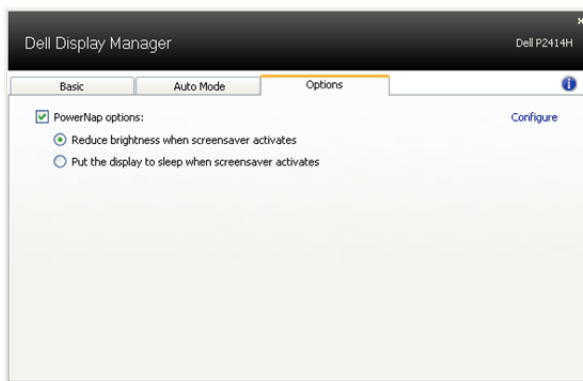 Dell Display Manager
Dell P2414H
Basic
Auto Mode
Options
PowerNap options:
Configure
Reduce brightness when screensaver activates
Put the display to sleep when screensaver activates